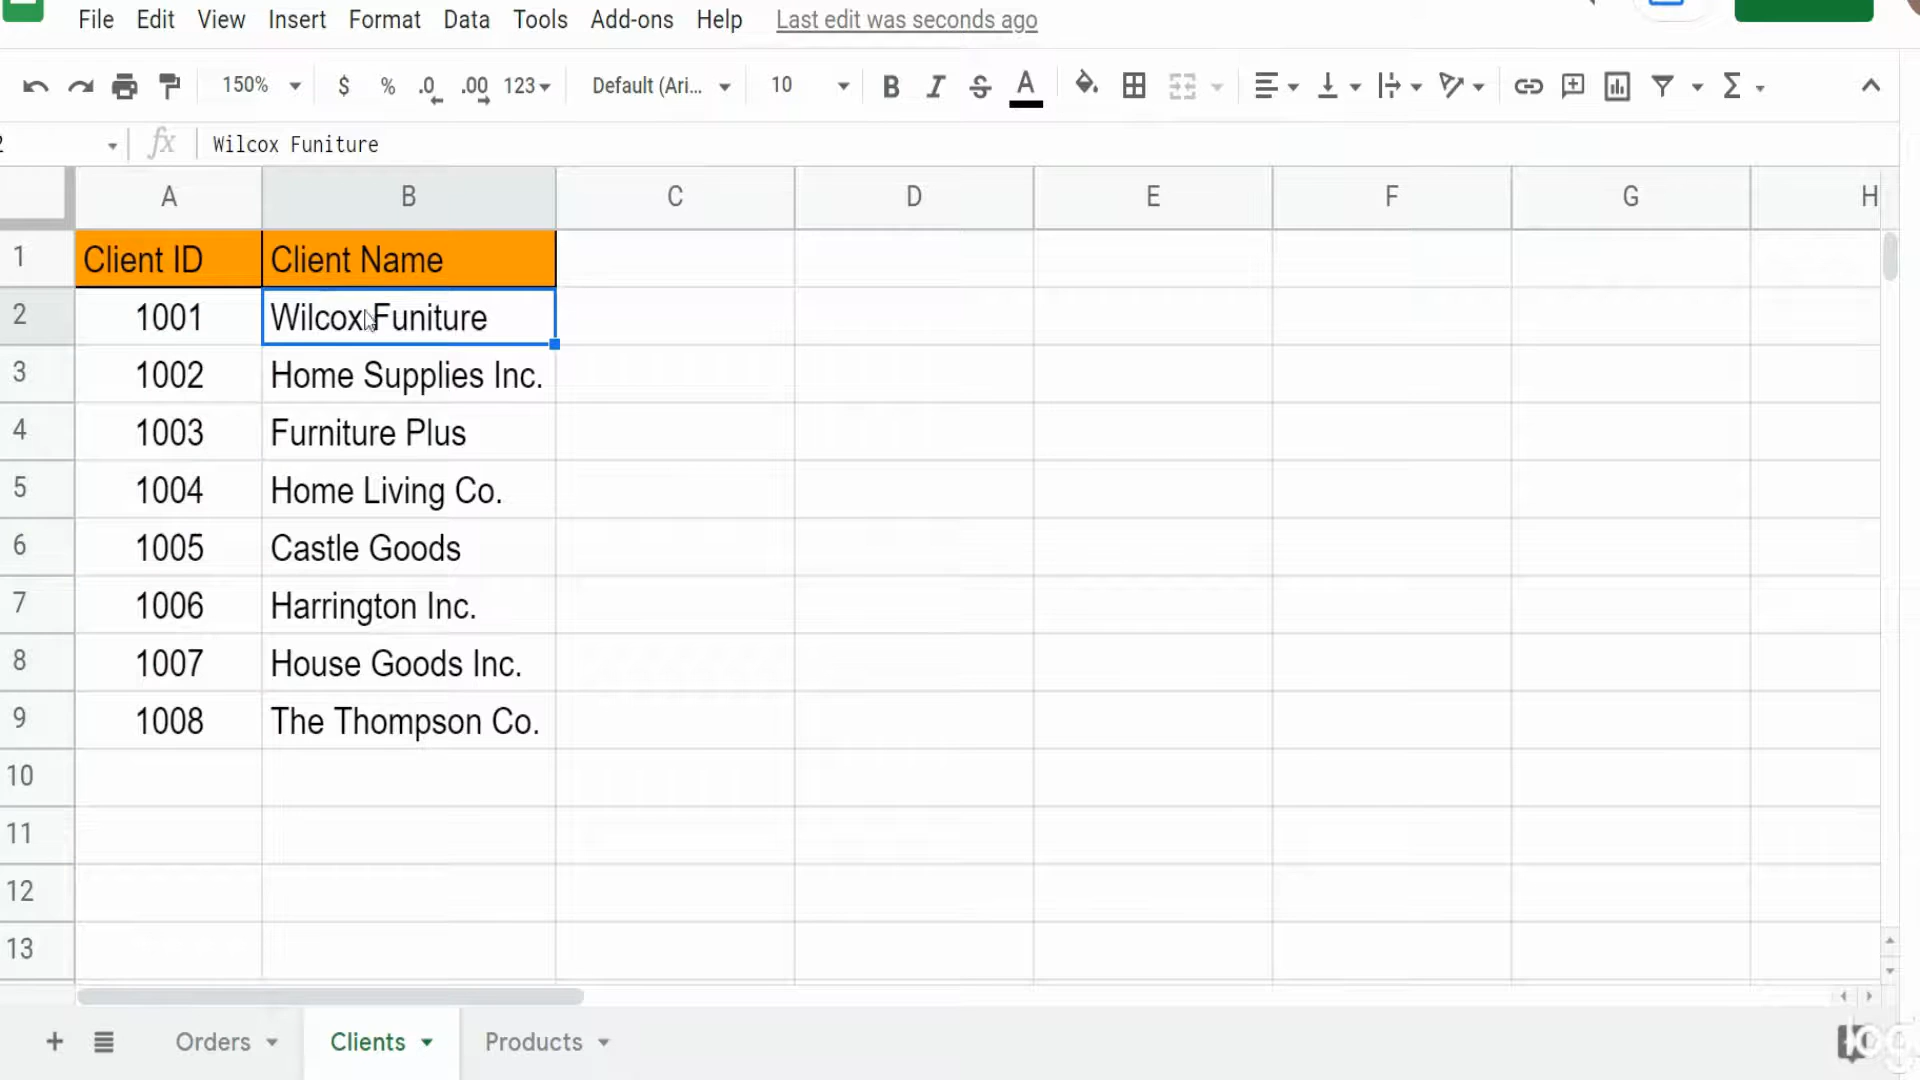 File Edit View Insert Format Data Tools Add-ons Help Last edit was seconds ago
150% $ % .0 .00 123 Default (Ari... 10 B I S A Σ
fx Wilcox Funiture
A B C D E F G H
1 Client ID Client Name
2 1001 Wilcox Funiture
3 1002 Home Supplies Inc.
4 1003 Furniture Plus
5 1004 Home Living Co.
6 1005 Castle Goods
7 1006 Harrington Inc.
8 1007 House Goods Inc.
9 1008 The Thompson Co.
10
11
12
13
+ Orders Clients Products